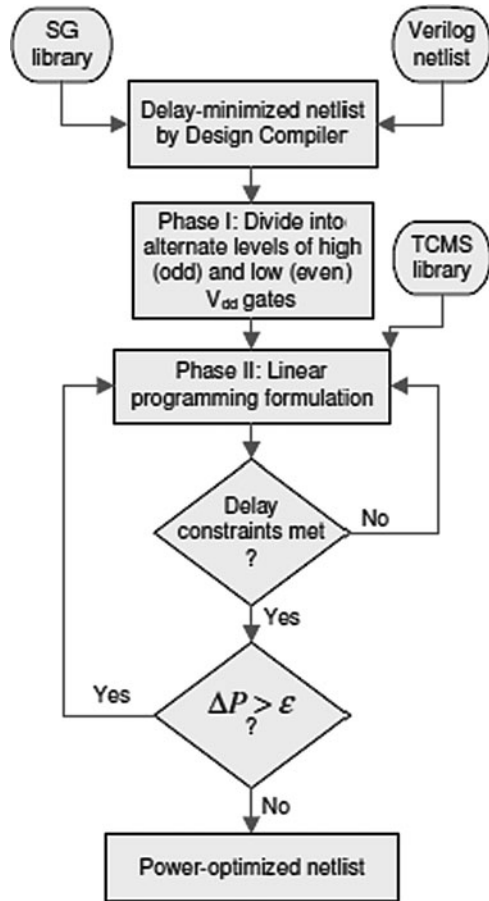 SG
library
Verilog
netlist
Delay-minimized netlist
by Design Compiler
Phase I: Divide into
alternate levels of high
(odd) and low (even)
Vdd gates
TCMS
library
Phase II: Linear
programming formulation
Delay
constraints met
?
No
Yes
Yes
ΔP > ε
?
No
Power-optimized netlist